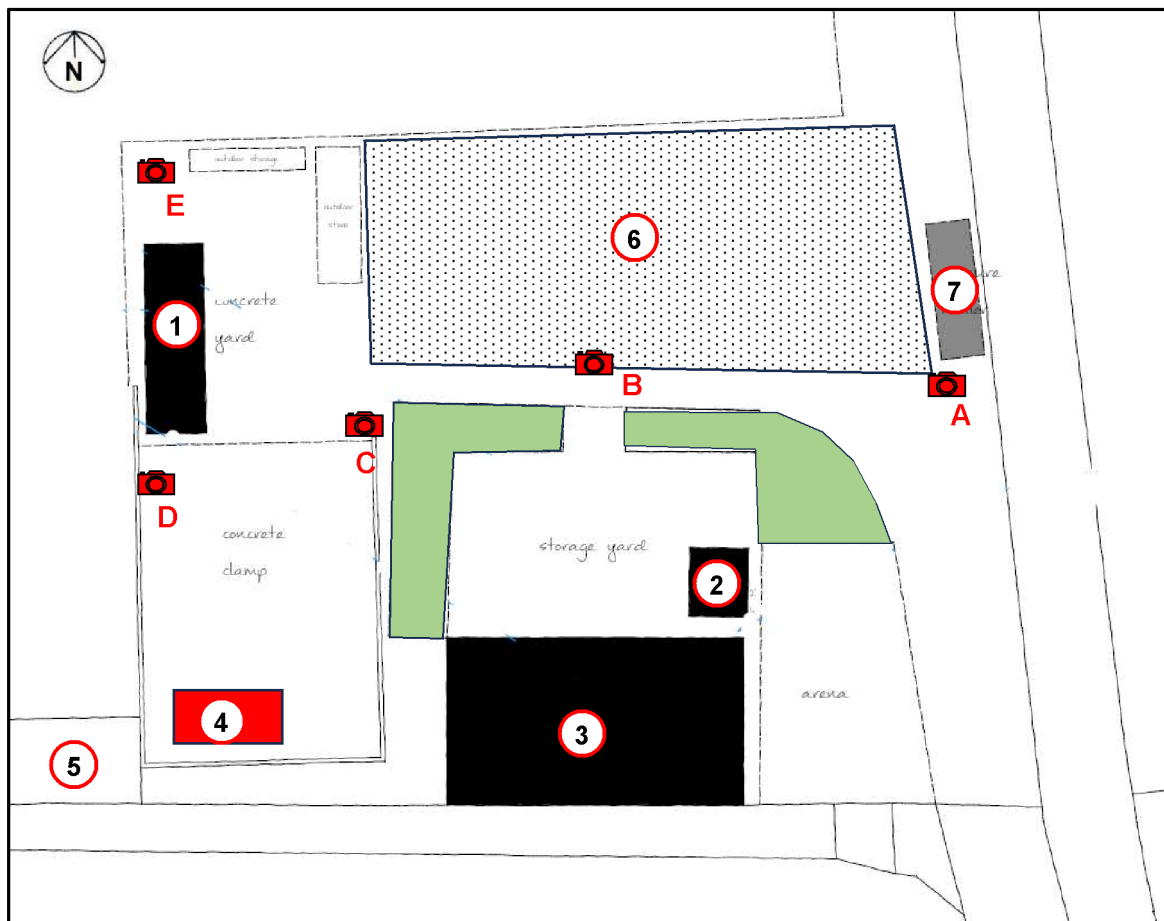 N
outdoor storage
E
outdoor
store
6
7
1
concrete
yard
B
A
C
D
concrete
clamp
storage yard
2
4
3
arena
5